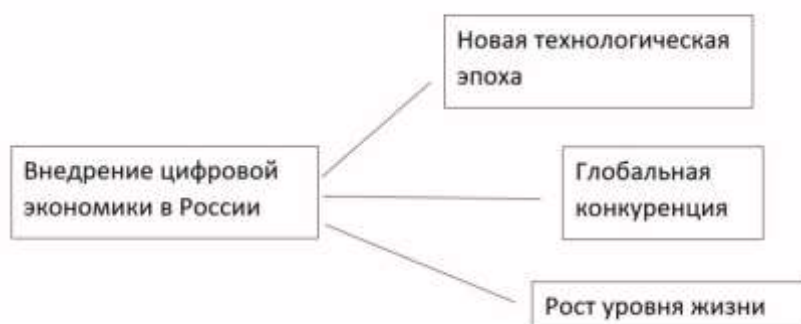 Новая технологическая
эпоха
Внедрение цифровой
экономики в России
Глобальная
конкуренция
Рост уровня жизни